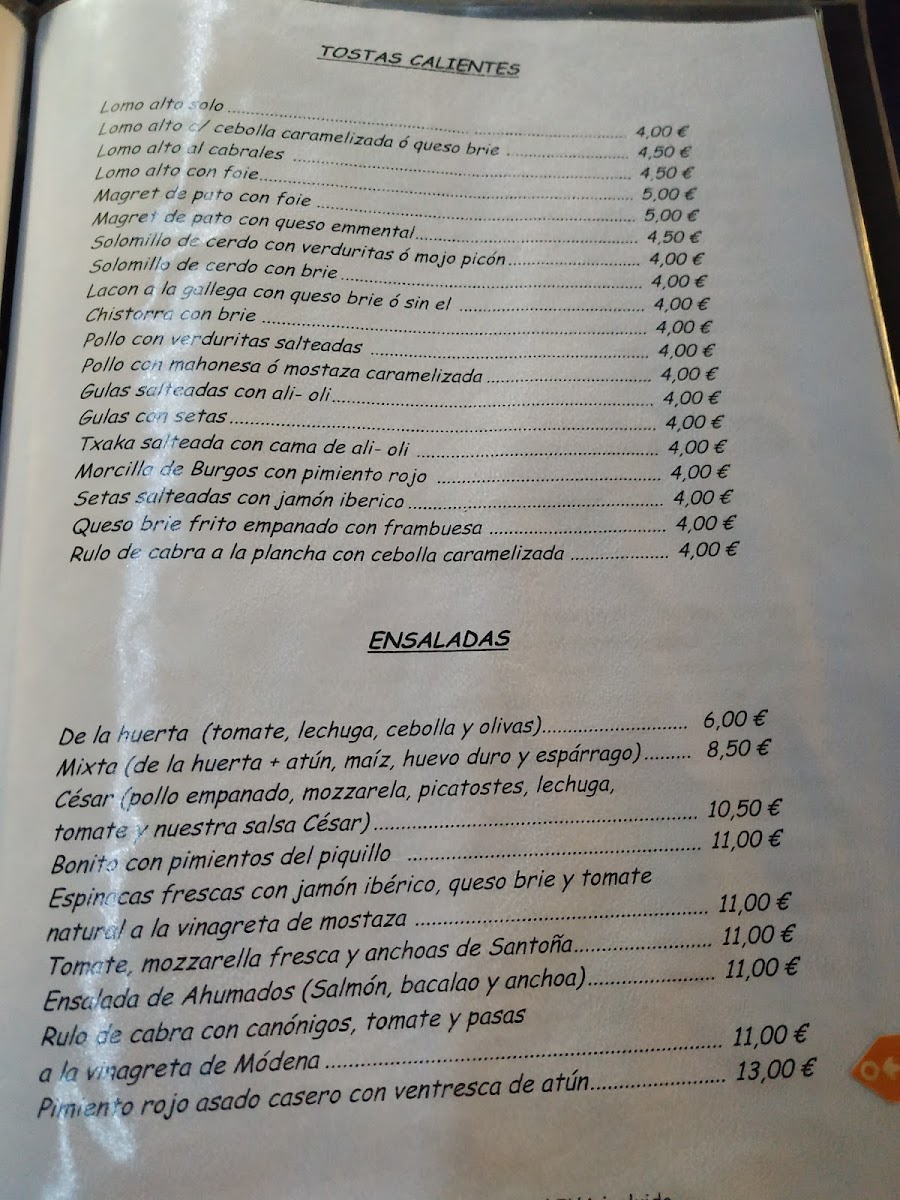 TOSTAS CALIENTES
Lomo alto solo ........ 4,00 €
Lomo alto c/ cebolla caramelizada ó queso brie ........ 4,50 €
Lomo alto al cabrales ........ 4,50 €
Lomo alto con foie ........ 5,00 €
Magret de pato con foie ........ 5,00 €
Magret de pato con queso emmental ........ 4,50 €
Solomillo de cerdo con verduritas ó mojo picón ........ 4,00 €
Solomillo de cerdo con brie ........ 4,00 €
Lacon a la gallega con queso brie ó sin el ........ 4,00 €
Chistorra con brie ........ 4,00 €
Pollo con verduritas salteadas ........ 4,00 €
Pollo con mahonesa ó mostaza caramelizada ........ 4,00 €
Gulas salteadas con ali- oli ........ 4,00 €
Gulas con setas ........ 4,00 €
Txaka salteada con cama de ali- oli ........ 4,00 €
Morcilla de Burgos con pimiento rojo ........ 4,00 €
Setas salteadas con jamón iberico ........ 4,00 €
Queso brie frito empanado con frambuesa ........ 4,00 €
Rulo de cabra a la plancha con cebolla caramelizada ........ 4,00 €
ENSALADAS
De la huerta (tomate, lechuga, cebolla y olivas) ........ 6,00 €
Mixta (de la huerta + atún, maíz, huevo duro y espárrago) ........ 8,50 €
César (pollo empanado, mozzarela, picatostes, lechuga,
tomate y nuestra salsa César) ........ 10,50 €
Bonito con pimientos del piquillo ........ 11,00 €
Espinacas frescas con jamón ibérico, queso brie y tomate
natural a la vinagreta de mostaza ........ 11,00 €
Tomate, mozzarella fresca y anchoas de Santoña ........ 11,00 €
Ensalada de Ahumados (Salmón, bacalao y anchoa) ........ 11,00 €
Rulo de cabra con canónigos, tomate y pasas
a la vinagreta de Módena ........ 11,00 €
Pimiento rojo asado casero con ventresca de atún ........ 13,00 €